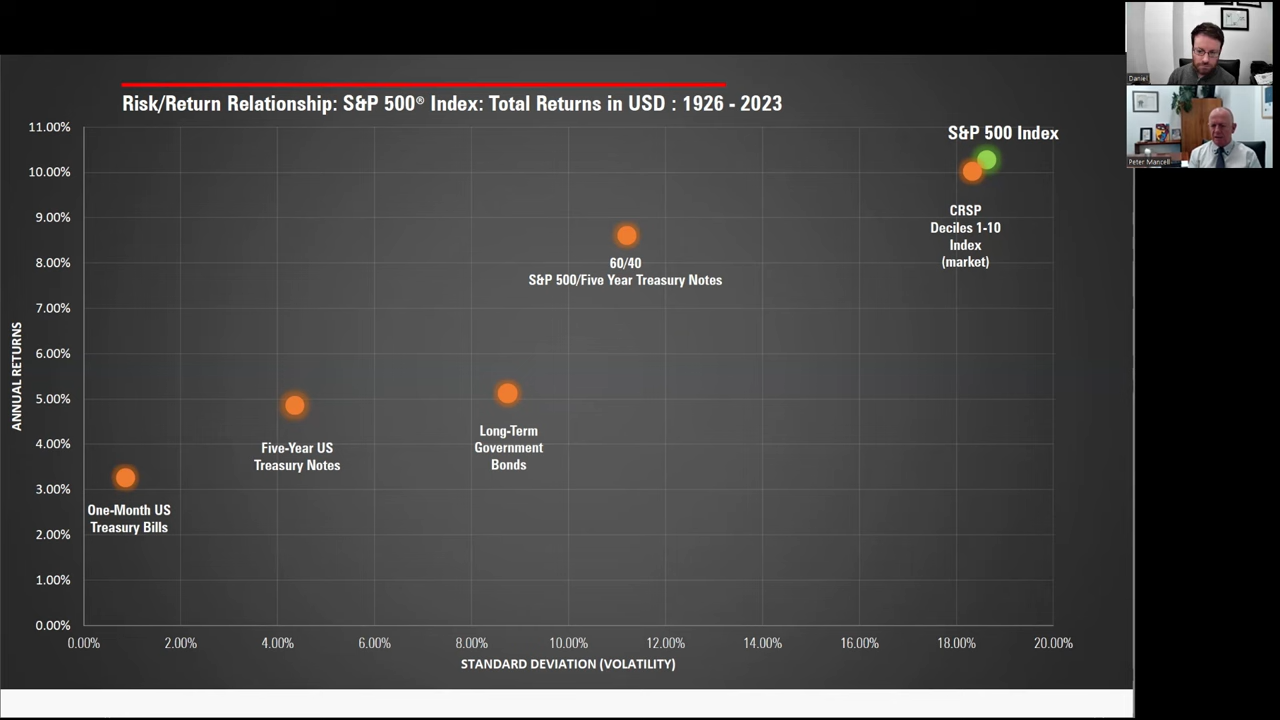 Risk/Return Relationship: S&P 500® Index: Total Returns in USD : 1926 - 2023
11.00%
10.00%
9.00%
8.00%
7.00%
6.00%
5.00%
4.00%
3.00%
2.00%
1.00%
0.00%
ANNUAL RETURNS
S&P 500 Index
CRSP
Deciles 1-10
Index
(market)
60/40
S&P 500/Five Year Treasury Notes
Long-Term
Government
Bonds
Five-Year US
Treasury Notes
One-Month US
Treasury Bills
0.00%
2.00%
4.00%
6.00%
8.00%
10.00%
12.00%
14.00%
16.00%
18.00%
20.00%
STANDARD DEVIATION (VOLATILITY)
Daniel
Peter Mancell